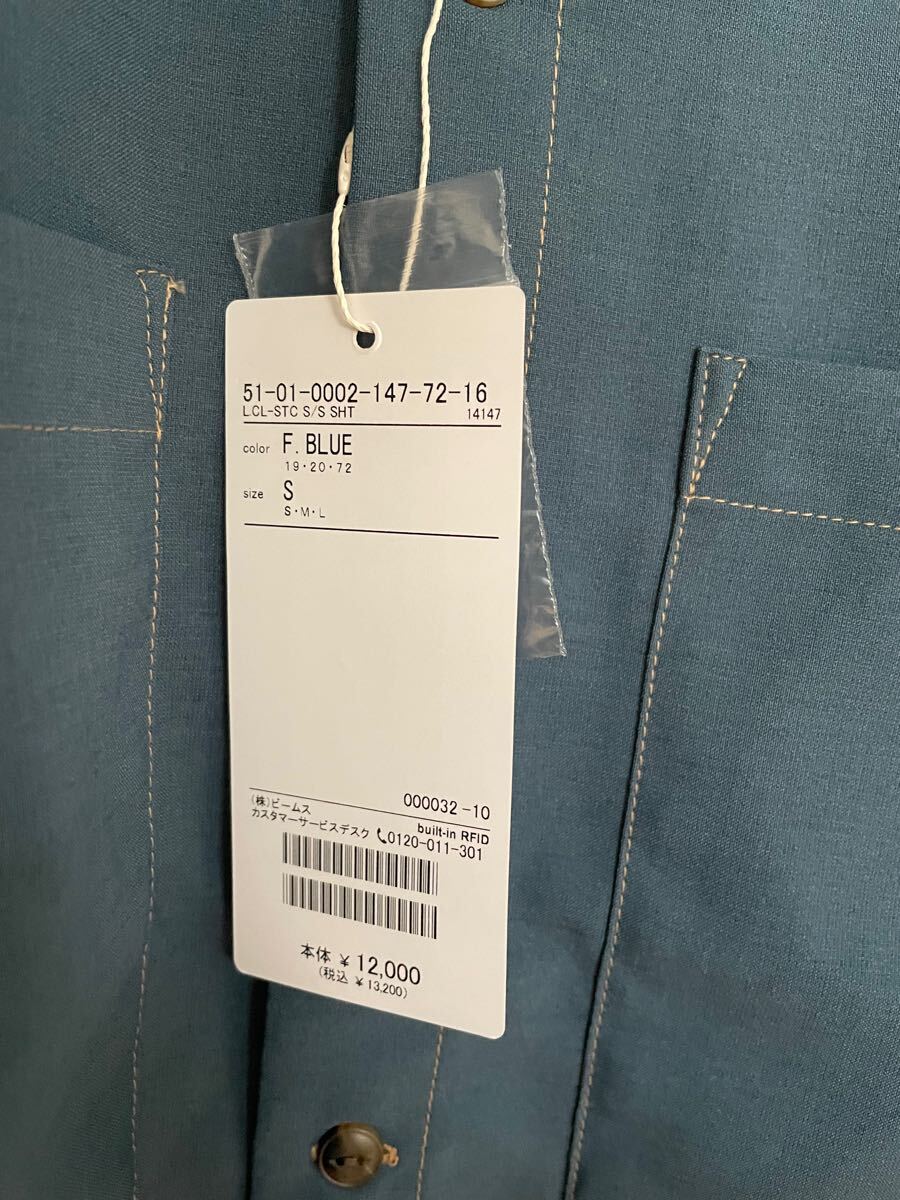 51-01-0002-147-72-16
L.CL-STC S/S SHT 14147
color F. BLUE
19・20・72
size S
S・M・L
000032 -10
(株)ビームス built-in RFID
カスタマーサービスデスク 0120-011-301
本体 ¥ 12,000
(税込 ¥ 13,200)